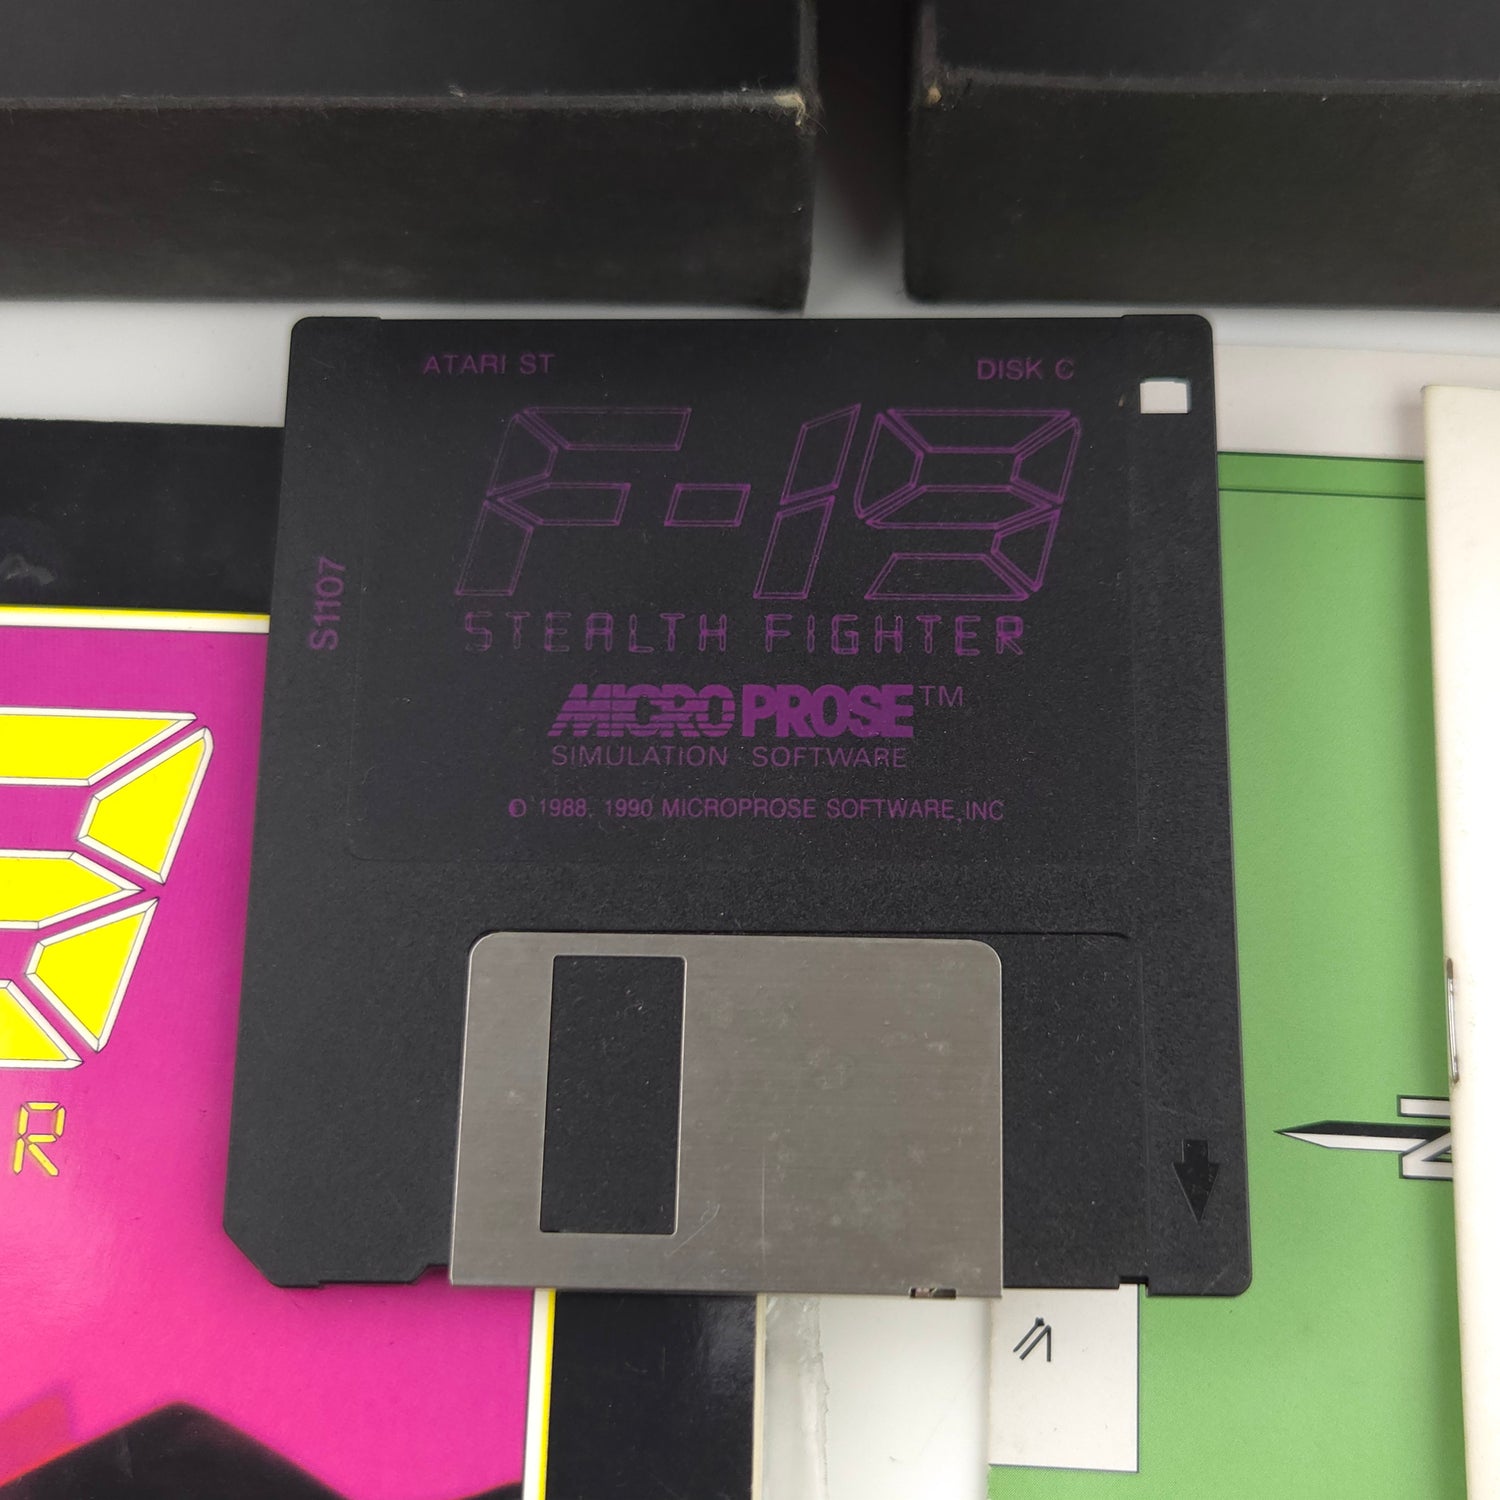 ATARI ST
DISK C
F-19
STEALTH FIGHTER
S1107
MICROPROSE™
SIMULATION SOFTWARE
© 1988, 1990 MICROPROSE SOFTWARE, INC
R